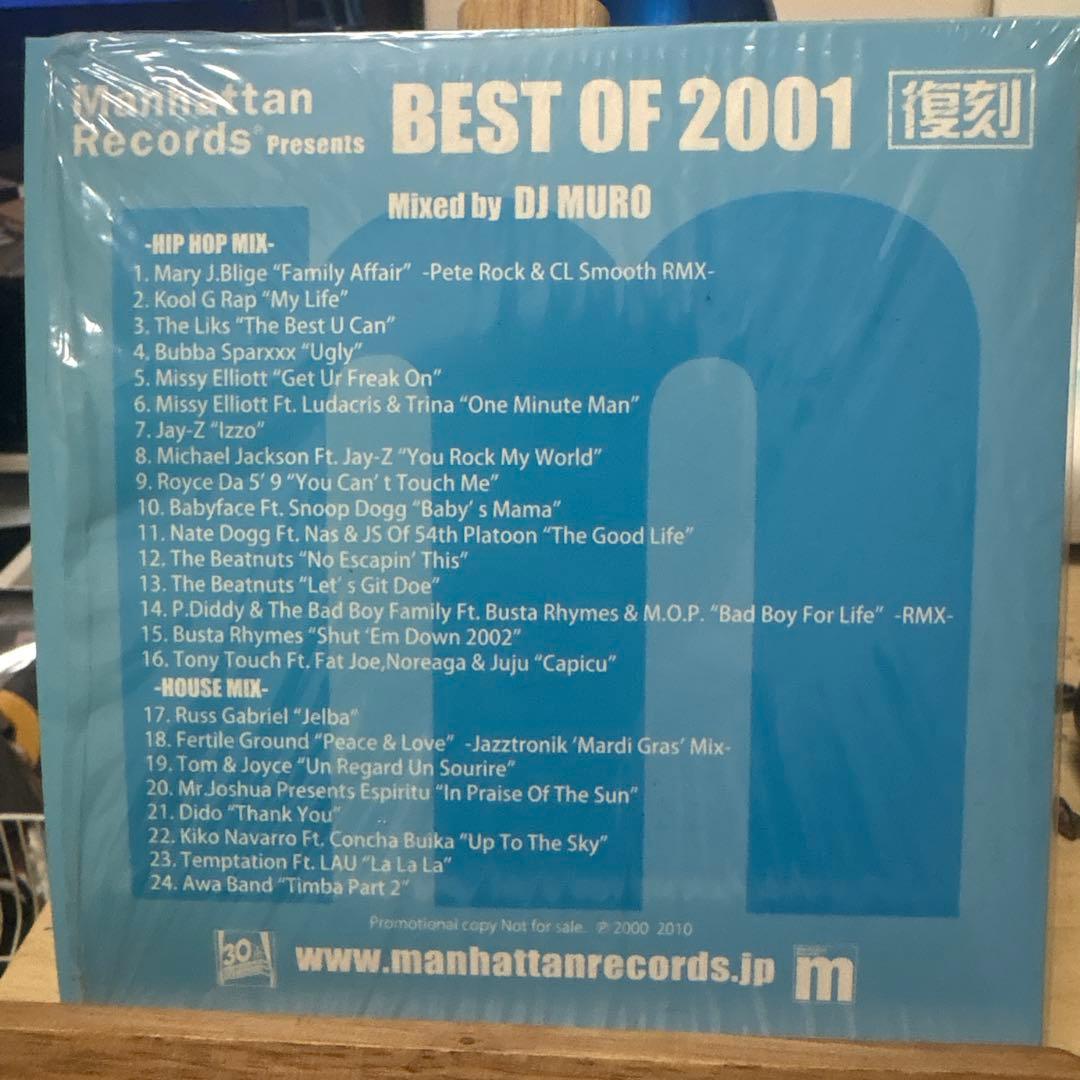 Manhattan
Records® Presents
BEST OF 2001
復刻
Mixed by DJ MURO
-HIP HOP MIX-
1. Mary J.Blige “Family Affair” -Pete Rock & CL Smooth RMX-
2. Kool G Rap “My Life”
3. The Liks “The Best U Can”
4. Bubba Sparxxx “Ugly”
5. Missy Elliott “Get Ur Freak On”
6. Missy Elliott Ft. Ludacris & Trina “One Minute Man”
7. Jay-Z “Izzo”
8. Michael Jackson Ft. Jay-Z “You Rock My World”
9. Royce Da 5’ 9 “You Can’ t Touch Me”
10. Babyface Ft. Snoop Dogg “Baby’ s Mama”
11. Nate Dogg Ft. Nas & JS Of 54th Platoon “The Good Life”
12. The Beatnuts “No Escapin’ This”
13. The Beatnuts “Let’ s Git Doe”
14. P.Diddy & The Bad Boy Family Ft. Busta Rhymes & M.O.P. “Bad Boy For Life” -RMX-
15. Busta Rhymes “Shut ‘Em Down 2002”
16. Tony Touch Ft. Fat Joe,Noreaga & Juju “Capicu”
-HOUSE MIX-
17. Russ Gabriel “Jelba”
18. Fertile Ground “Peace & Love” -Jazztronik ‘Mardi Gras’ Mix-
19. Tom & Joyce “Un Regard Un Sourire”
20. Mr.Joshua Presents Espiritu “In Praise Of The Sun”
21. Dido “Thank You”
22. Kiko Navarro Ft. Concha Buika “Up To The Sky”
23. Temptation Ft. LAU “La La La”
24. Awa Band “Timba Part 2”
Promotional copy Not for sale. ℗ 2000 2010
30th
www.manhattanrecords.jp
m